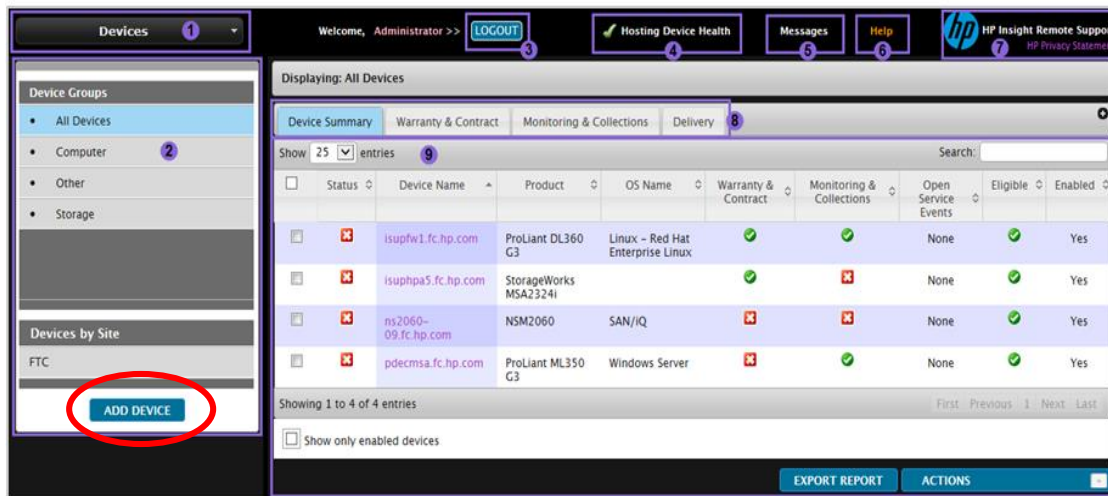 Devices 1
Welcome, Administrator >> LOGOUT 3
Hosting Device Health 4
Messages 5
Help 6
hp HP Insight Remote Suppor
7 HP Privacy Stateme
Device Groups
• All Devices
• Computer 2
• Other
• Storage
Devices by Site
FTC
ADD DEVICE
Displaying: All Devices
Device Summary Warranty & Contract Monitoring & Collections Delivery 8
Show 25 entries 9 Search:
Status Device Name Product OS Name Warranty & Contract Monitoring & Collections Open Service Events Eligible Enabled
isupfw1.fc.hp.com ProLiant DL360 G3 Linux – Red Hat Enterprise Linux None Yes
isuphpa5.fc.hp.com StorageWorks MSA2324i None Yes
ns2060-09.fc.hp.com NSM2060 SAN/iQ None Yes
pdecmsa.fc.hp.com ProLiant ML350 G3 Windows Server None Yes
Showing 1 to 4 of 4 entries First Previous 1 Next Last
Show only enabled devices
EXPORT REPORT ACTIONS